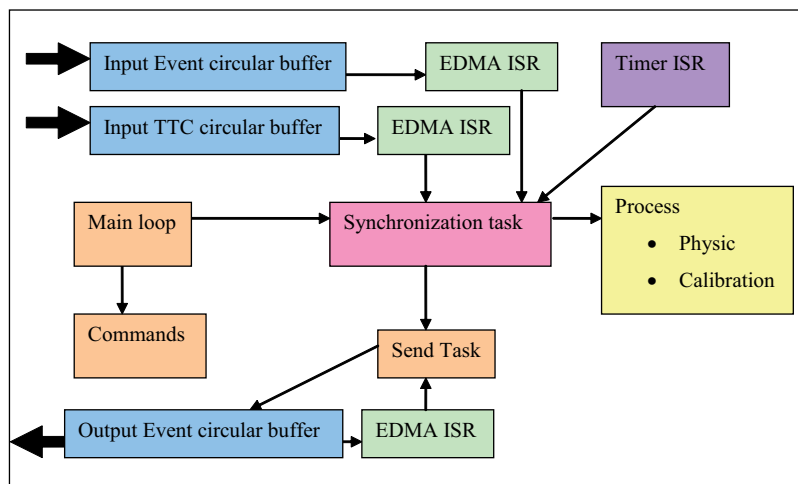 Input Event circular buffer
EDMA ISR
Timer ISR
Input TTC circular buffer
EDMA ISR
Main loop
Synchronization task
Process
• Physic
• Calibration
Commands
Send Task
Output Event circular buffer
EDMA ISR